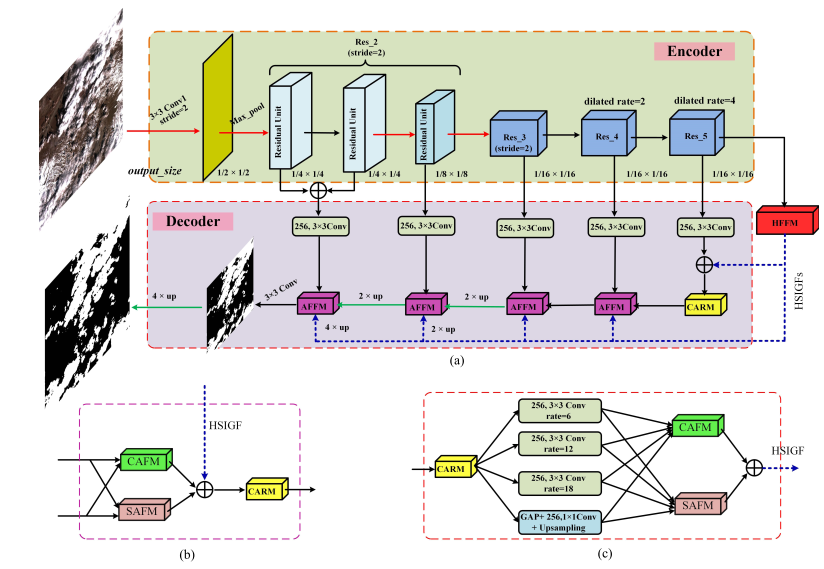 Res_2
(stride=2)
Encoder
3×3 Conv1
stride=2
Max_pool
Residual Unit
Residual Unit
Residual Unit
Res_3
(stride=2)
dilated rate=2
Res_4
dilated rate=4
Res_5
output_size
1/2 × 1/2
1/4 × 1/4
1/4 × 1/4
1/8 × 1/8
1/16 × 1/16
1/16 × 1/16
1/16 × 1/16
HFFM
Decoder
256, 3×3Conv
256, 3×3Conv
256, 3×3Conv
256, 3×3Conv
256, 3×3Conv
HSIGFs
4 × up
3×3 Conv
AFFM
2 × up
AFFM
2 × up
AFFM
AFFM
CARM
4 × up
2 × up
(a)
HSIGF
CAFM
SAFM
CARM
(b)
CARM
256, 3×3 Conv
rate=6
256, 3×3 Conv
rate=12
256, 3×3 Conv
rate=18
GAP+ 256,1×1Conv
+ Upsampling
CAFM
SAFM
HSIGF
(c)